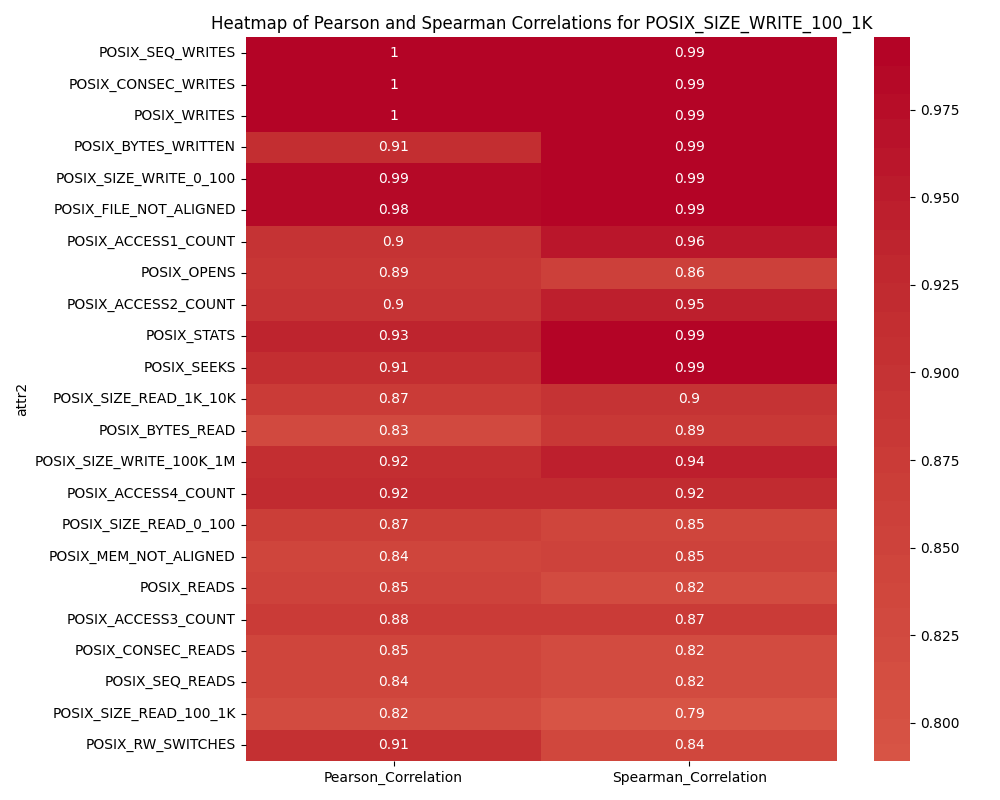 Heatmap of Pearson and Spearman Correlations for POSIX_SIZE_WRITE_100_1K
attr2
POSIX_SEQ_WRITES 1 0.99
POSIX_CONSEC_WRITES 1 0.99
POSIX_WRITES 1 0.99
POSIX_BYTES_WRITTEN 0.91 0.99
POSIX_SIZE_WRITE_0_100 0.99 0.99
POSIX_FILE_NOT_ALIGNED 0.98 0.99
POSIX_ACCESS1_COUNT 0.9 0.96
POSIX_OPENS 0.89 0.86
POSIX_ACCESS2_COUNT 0.9 0.95
POSIX_STATS 0.93 0.99
POSIX_SEEKS 0.91 0.99
POSIX_SIZE_READ_1K_10K 0.87 0.9
POSIX_BYTES_READ 0.83 0.89
POSIX_SIZE_WRITE_100K_1M 0.92 0.94
POSIX_ACCESS4_COUNT 0.92 0.92
POSIX_SIZE_READ_0_100 0.87 0.85
POSIX_MEM_NOT_ALIGNED 0.84 0.85
POSIX_READS 0.85 0.82
POSIX_ACCESS3_COUNT 0.88 0.87
POSIX_CONSEC_READS 0.85 0.82
POSIX_SEQ_READS 0.84 0.82
POSIX_SIZE_READ_100_1K 0.82 0.79
POSIX_RW_SWITCHES 0.91 0.84
Pearson_Correlation Spearman_Correlation
0.975
0.950
0.925
0.900
0.875
0.850
0.825
0.800